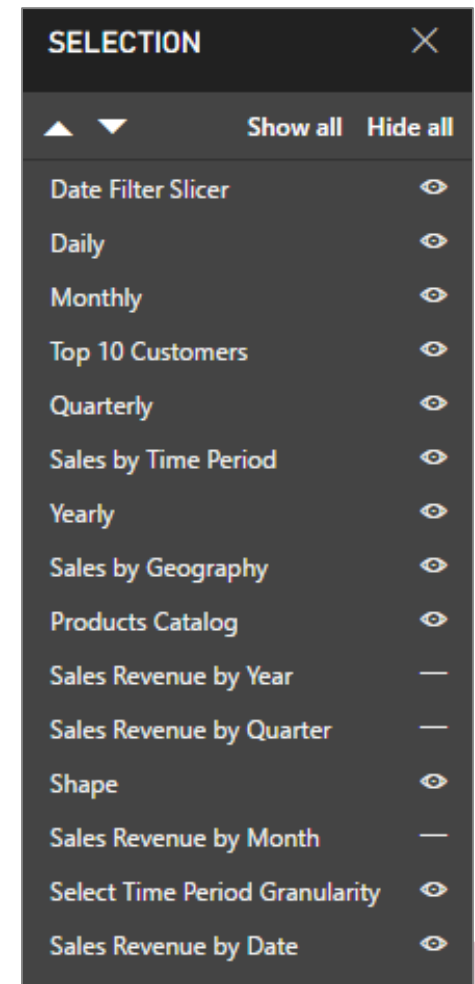 SELECTION
Show all Hide all
Date Filter Slicer
Daily
Monthly
Top 10 Customers
Quarterly
Sales by Time Period
Yearly
Sales by Geography
Products Catalog
Sales Revenue by Year
Sales Revenue by Quarter
Shape
Sales Revenue by Month
Select Time Period Granularity
Sales Revenue by Date